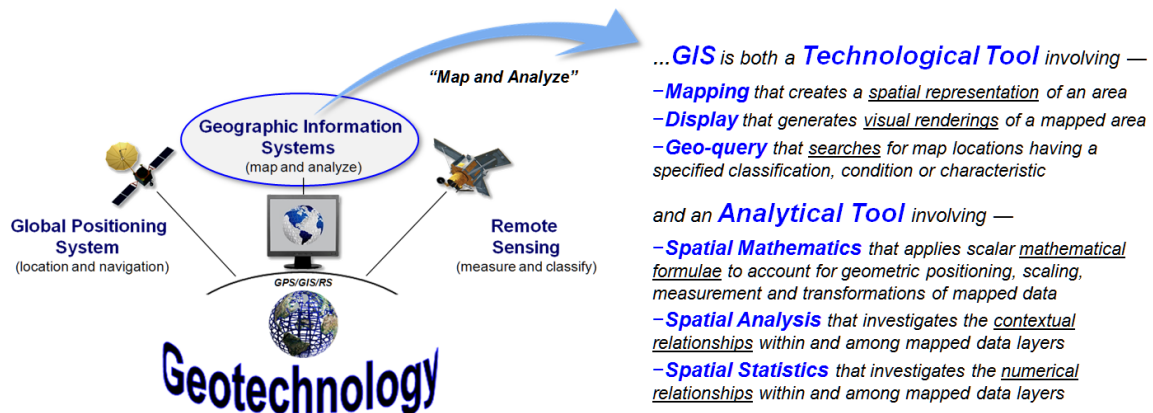 “Map and Analyze”
Geographic Information
Systems
(map and analyze)
Global Positioning
System
(location and navigation)
Remote
Sensing
(measure and classify)
GPS/GIS/RS
Geotechnology
...GIS is both a Technological Tool involving —
–Mapping that creates a spatial representation of an area
–Display that generates visual renderings of a mapped area
–Geo-query that searches for map locations having a
specified classification, condition or characteristic
and an Analytical Tool involving —
–Spatial Mathematics that applies scalar mathematical
formulae to account for geometric positioning, scaling,
measurement and transformations of mapped data
–Spatial Analysis that investigates the contextual
relationships within and among mapped data layers
–Spatial Statistics that investigates the numerical
relationships within and among mapped data layers